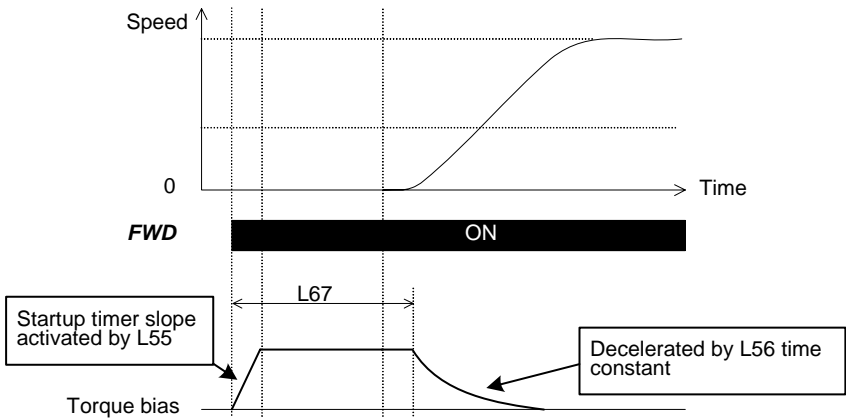 Speed
0
Time
FWD
ON
L67
Startup timer slope
activated by L55
Decelerated by L56 time
constant
Torque bias